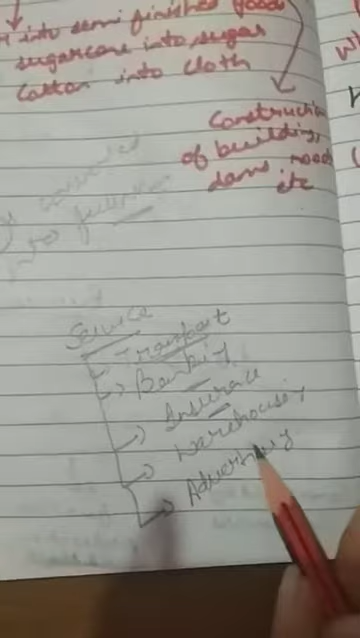 into semi finished goods
sugarcane into sugar
Cotton into cloth
Construction
of building,
dams, roads
etc
Service
Transport
Banking
Insurance
Warehousing
Advertising